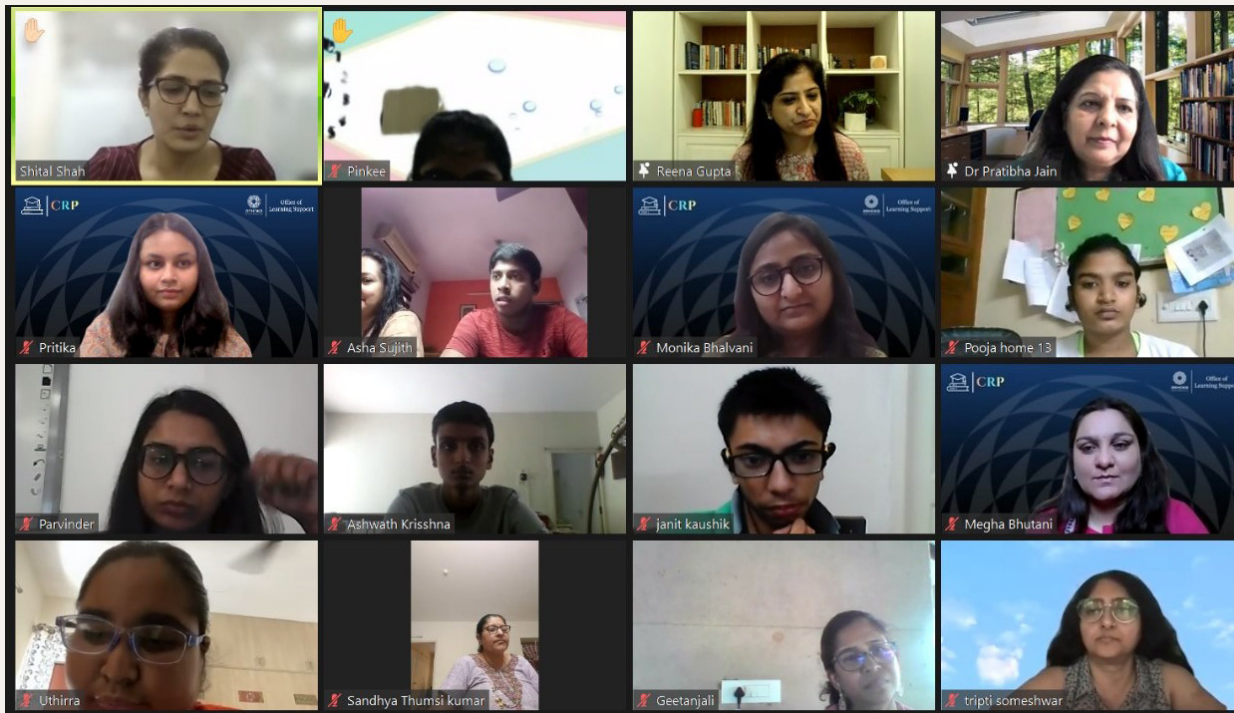 Shital Shah
Pinkee
Reena Gupta
Dr Pratibha Jain
CRP
Office of
Learning Support
Pritika
Asha Sujith
CRP
Office of
Learning Support
Monika Bhalvani
Pooja home 13
Parvinder
Ashwath Krisshna
janit kaushik
CRP
Office of
Learning Support
Megha Bhutani
Uthirra
Sandhya Thumsi kumar
Geetanjali
tripti someshwar